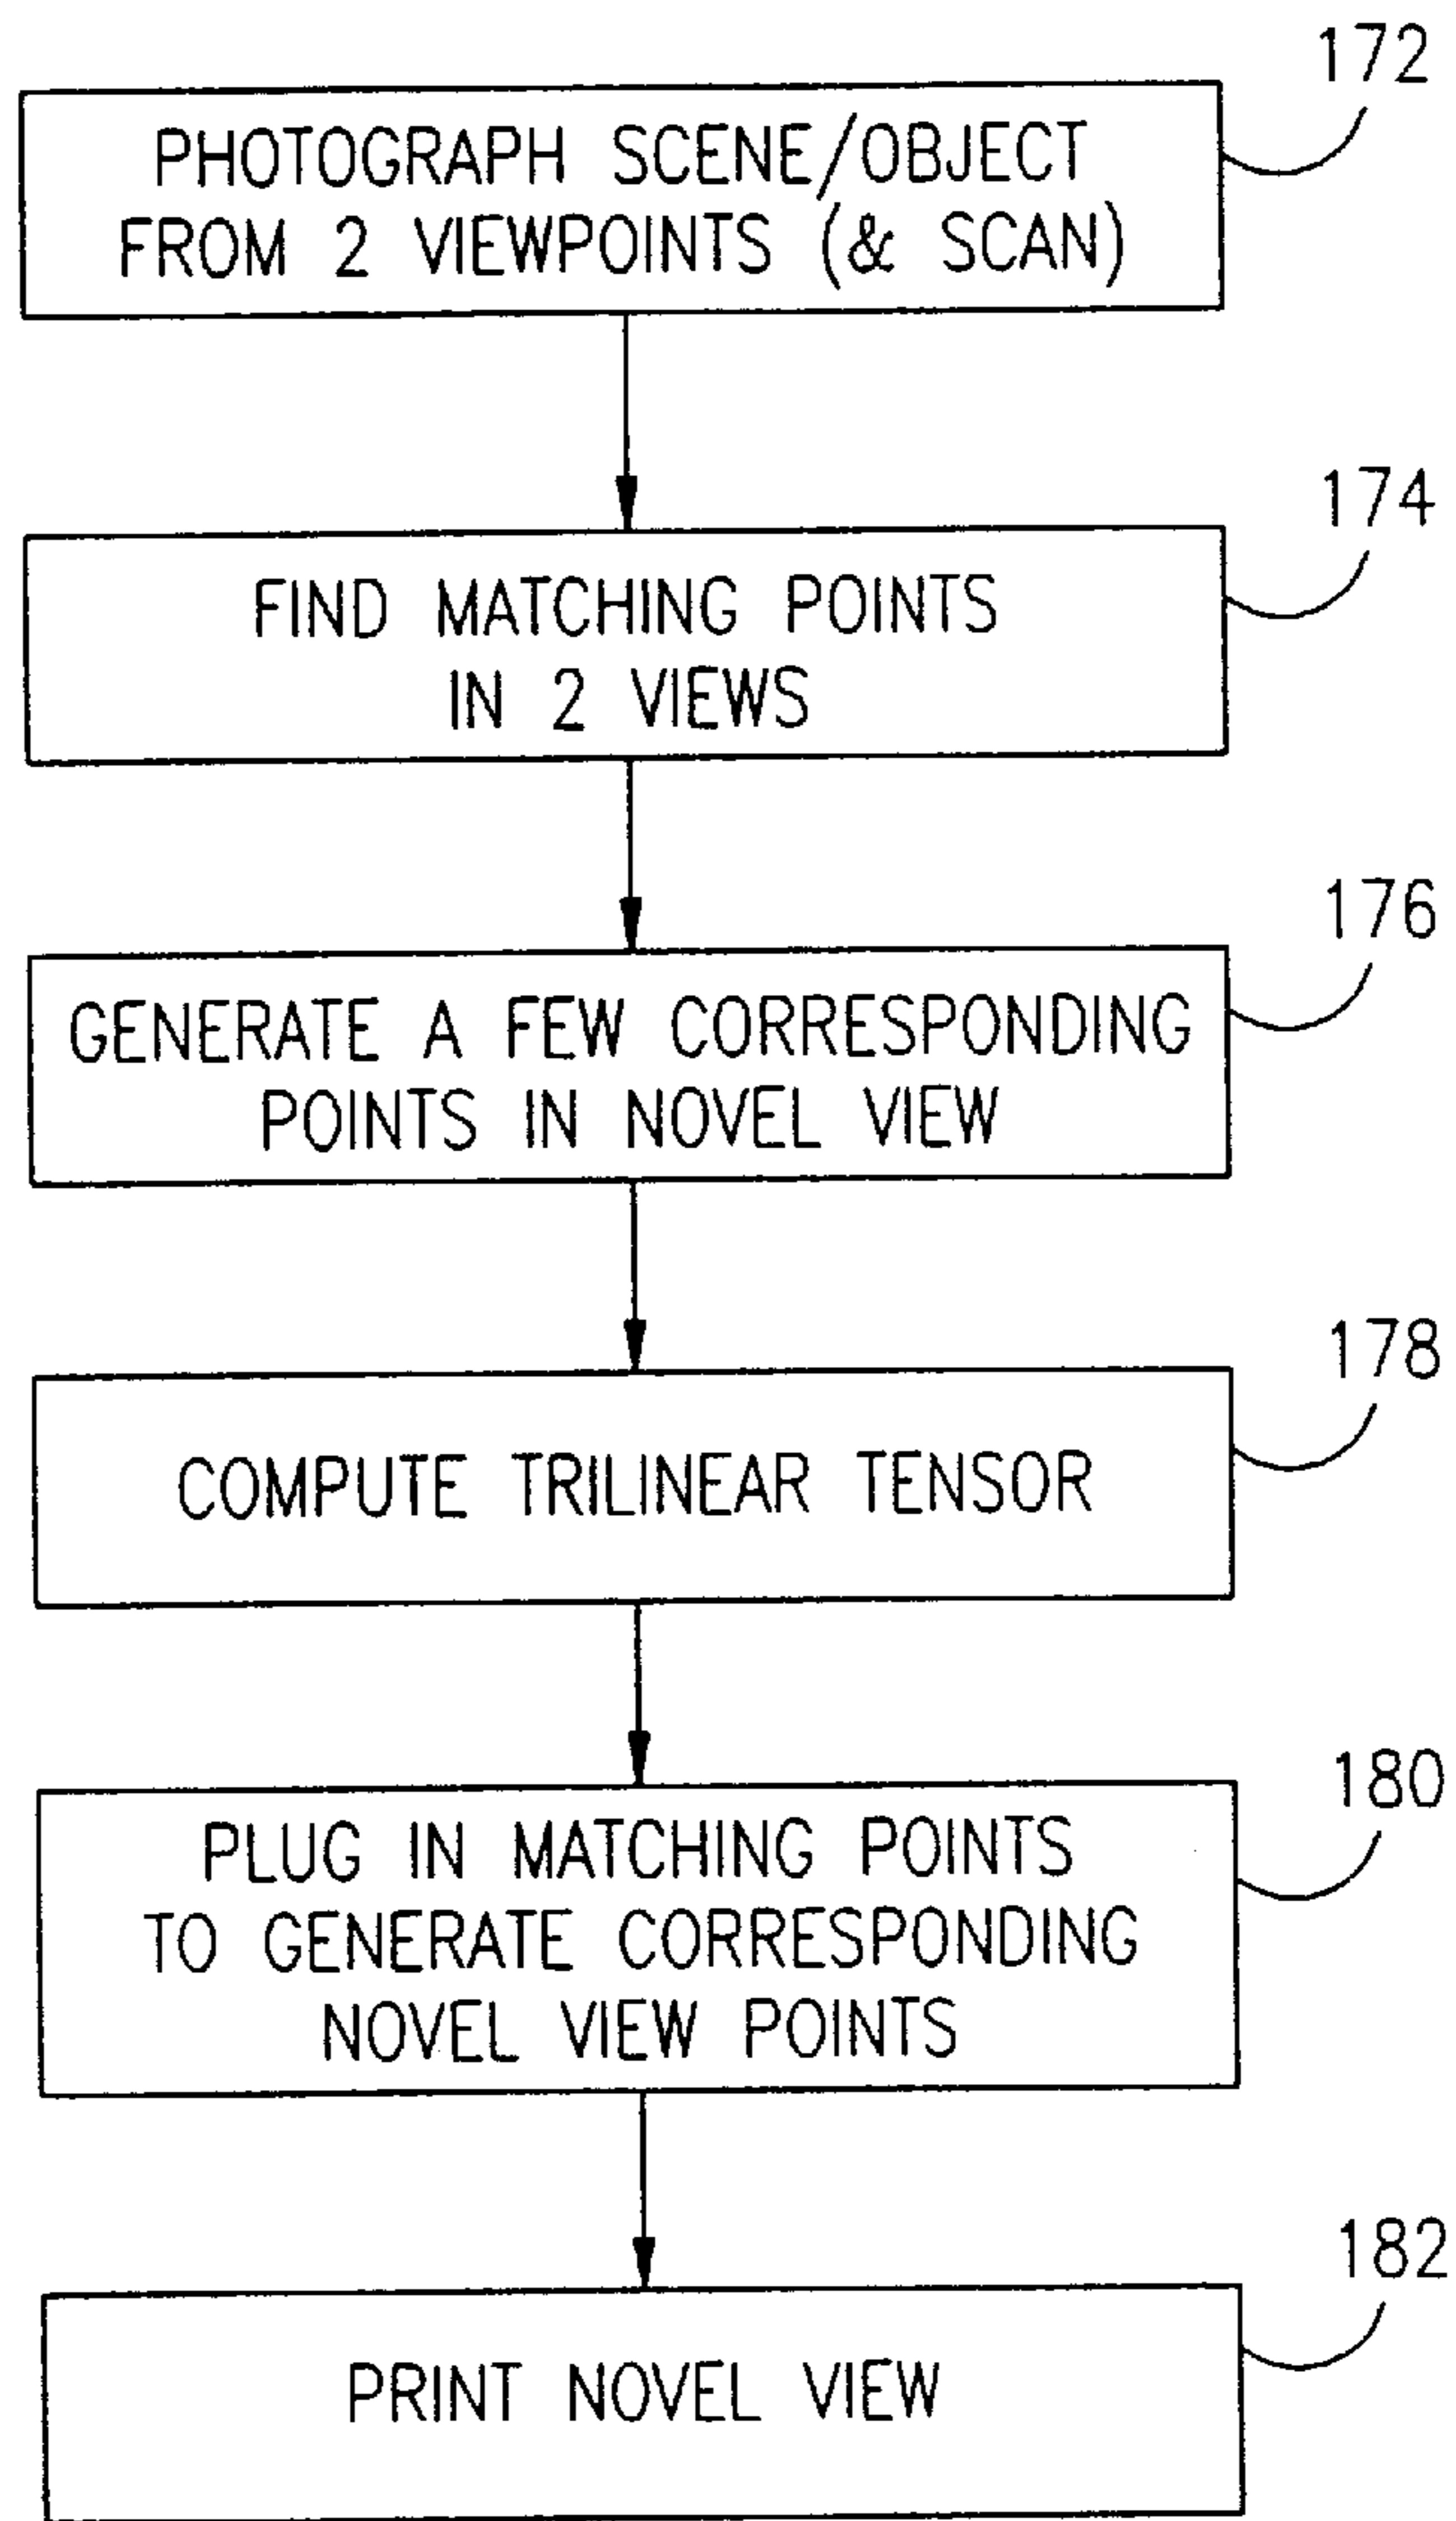 172
PHOTOGRAPH SCENE/OBJECT
FROM 2 VIEWPOINTS (& SCAN)
174
FIND MATCHING POINTS
IN 2 VIEWS
176
GENERATE A FEW CORRESPONDING
POINTS IN NOVEL VIEW
178
COMPUTE TRILINEAR TENSOR
180
PLUG IN MATCHING POINTS
TO GENERATE CORRESPONDING
NOVEL VIEW POINTS
182
PRINT NOVEL VIEW